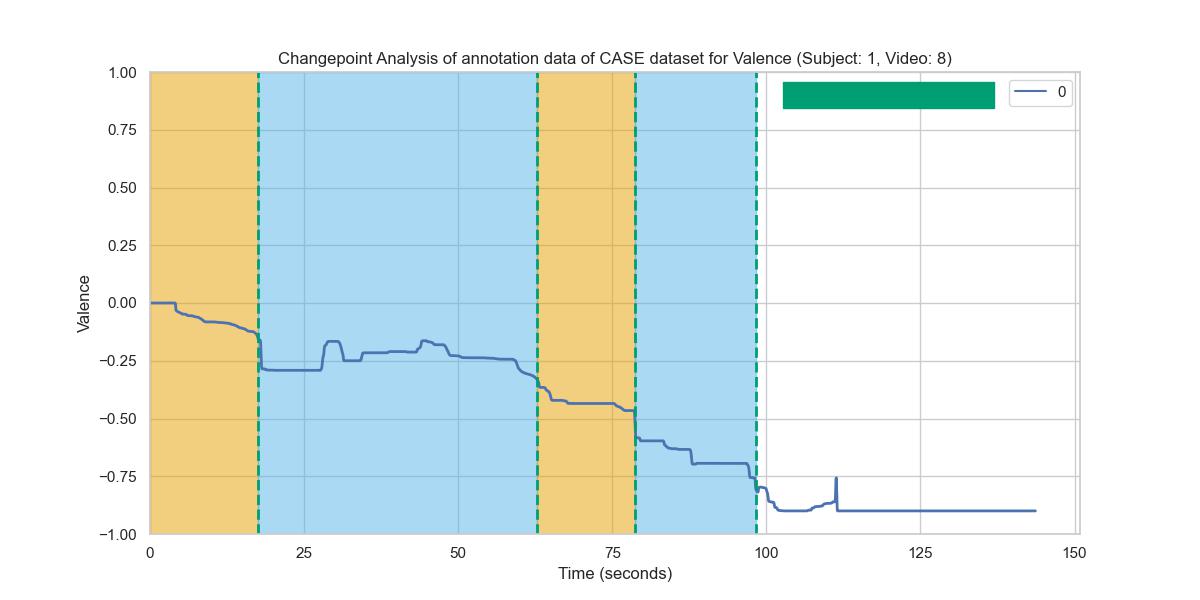 Changepoint Analysis of annotation data of CASE dataset for Valence (Subject: 1, Video: 8)
1.00
0.75
0.50
0.25
0.00
−0.25
−0.50
−0.75
−1.00
Valence
0
0 25 50 75 100 125 150
Time (seconds)